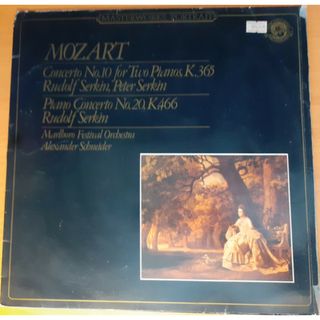 MASTERWORKS PORTRAIT
MOZART
Concerto No.10 for Two Pianos, K.365
Rudolf Serkin, Peter Serkin
Piano Concerto No.20, K.466
Rudolf Serkin
Marlboro Festival Orchestra
Alexander Schneider